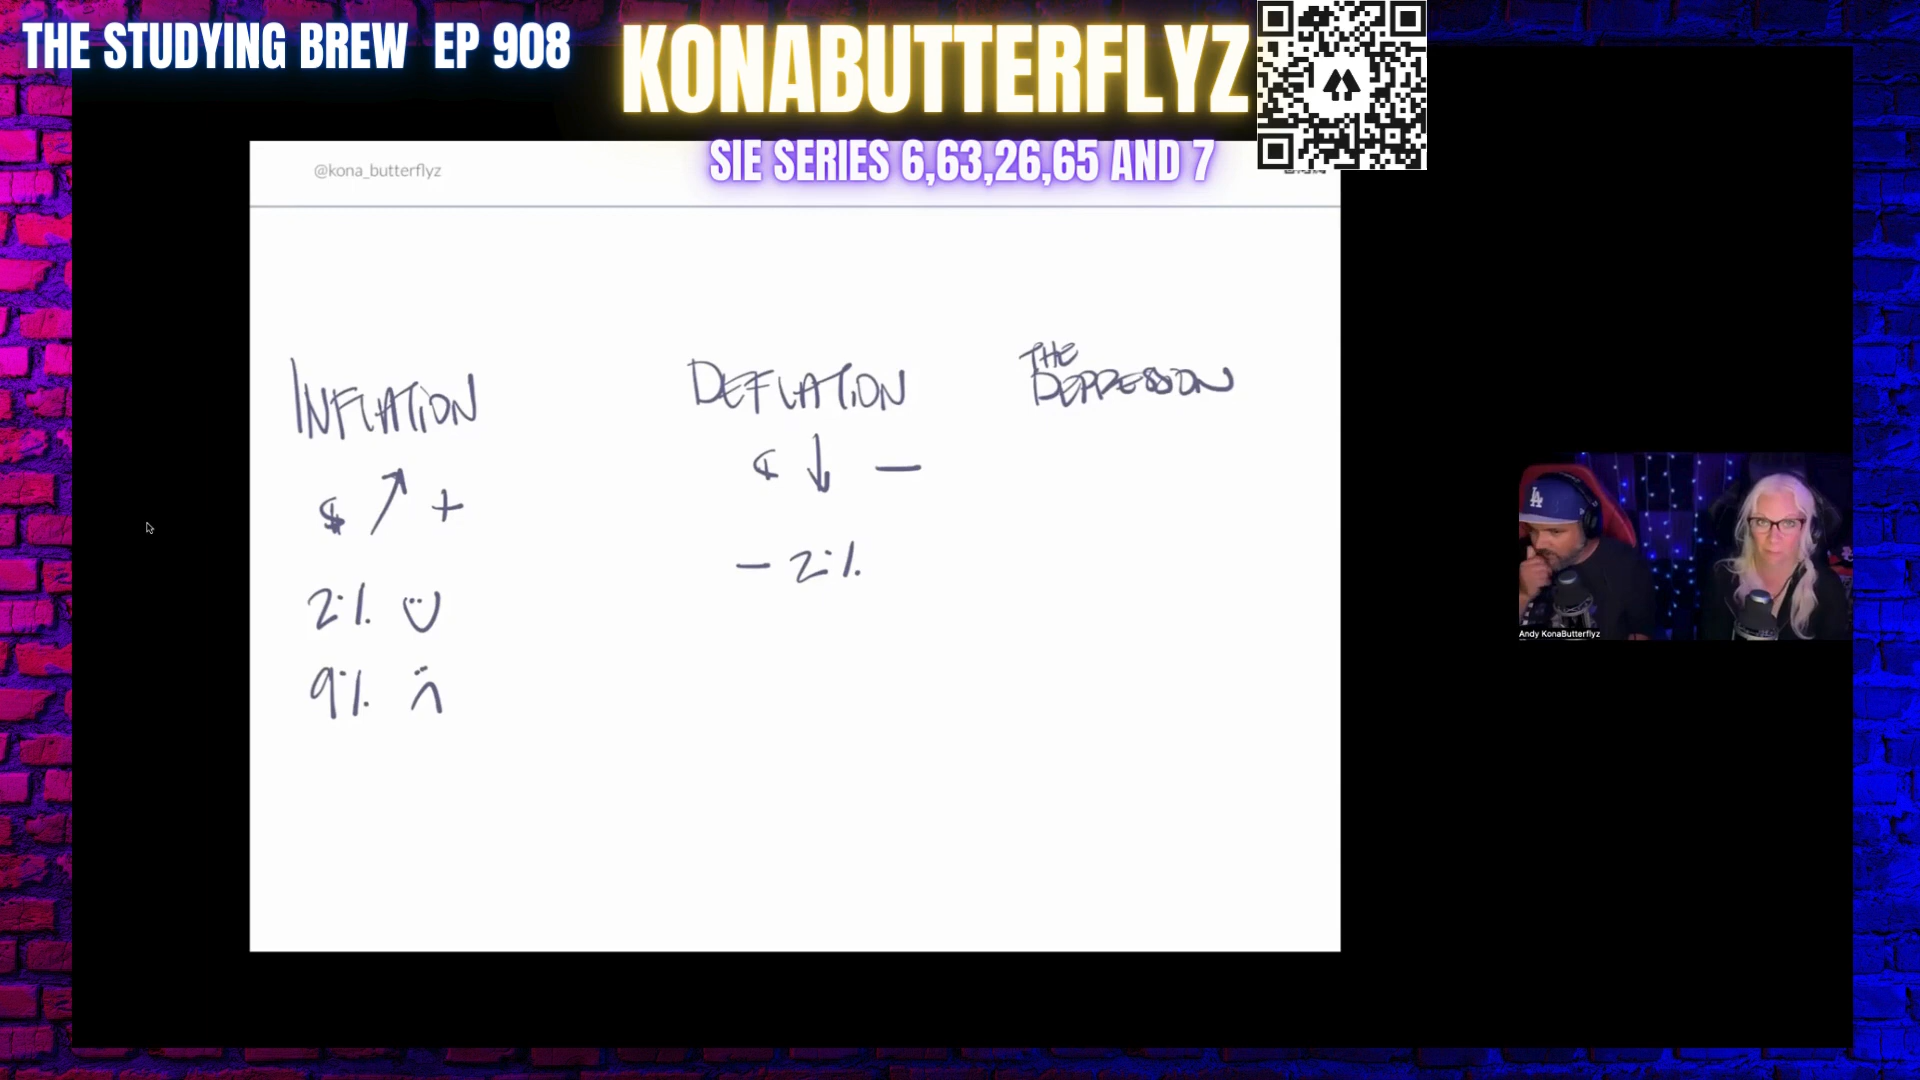 THE STUDYING BREW EP 908
KONABUTTERFLYZ
SIE SERIES 6,63,26,65 AND 7
@kona_butterflyz
INFLATION
$ ↗ +
2% :)
9% :(
DEFLATION
$ ↓ —
- 2%
THE
DEPRESSION
LA
Andy KonaButterflyz